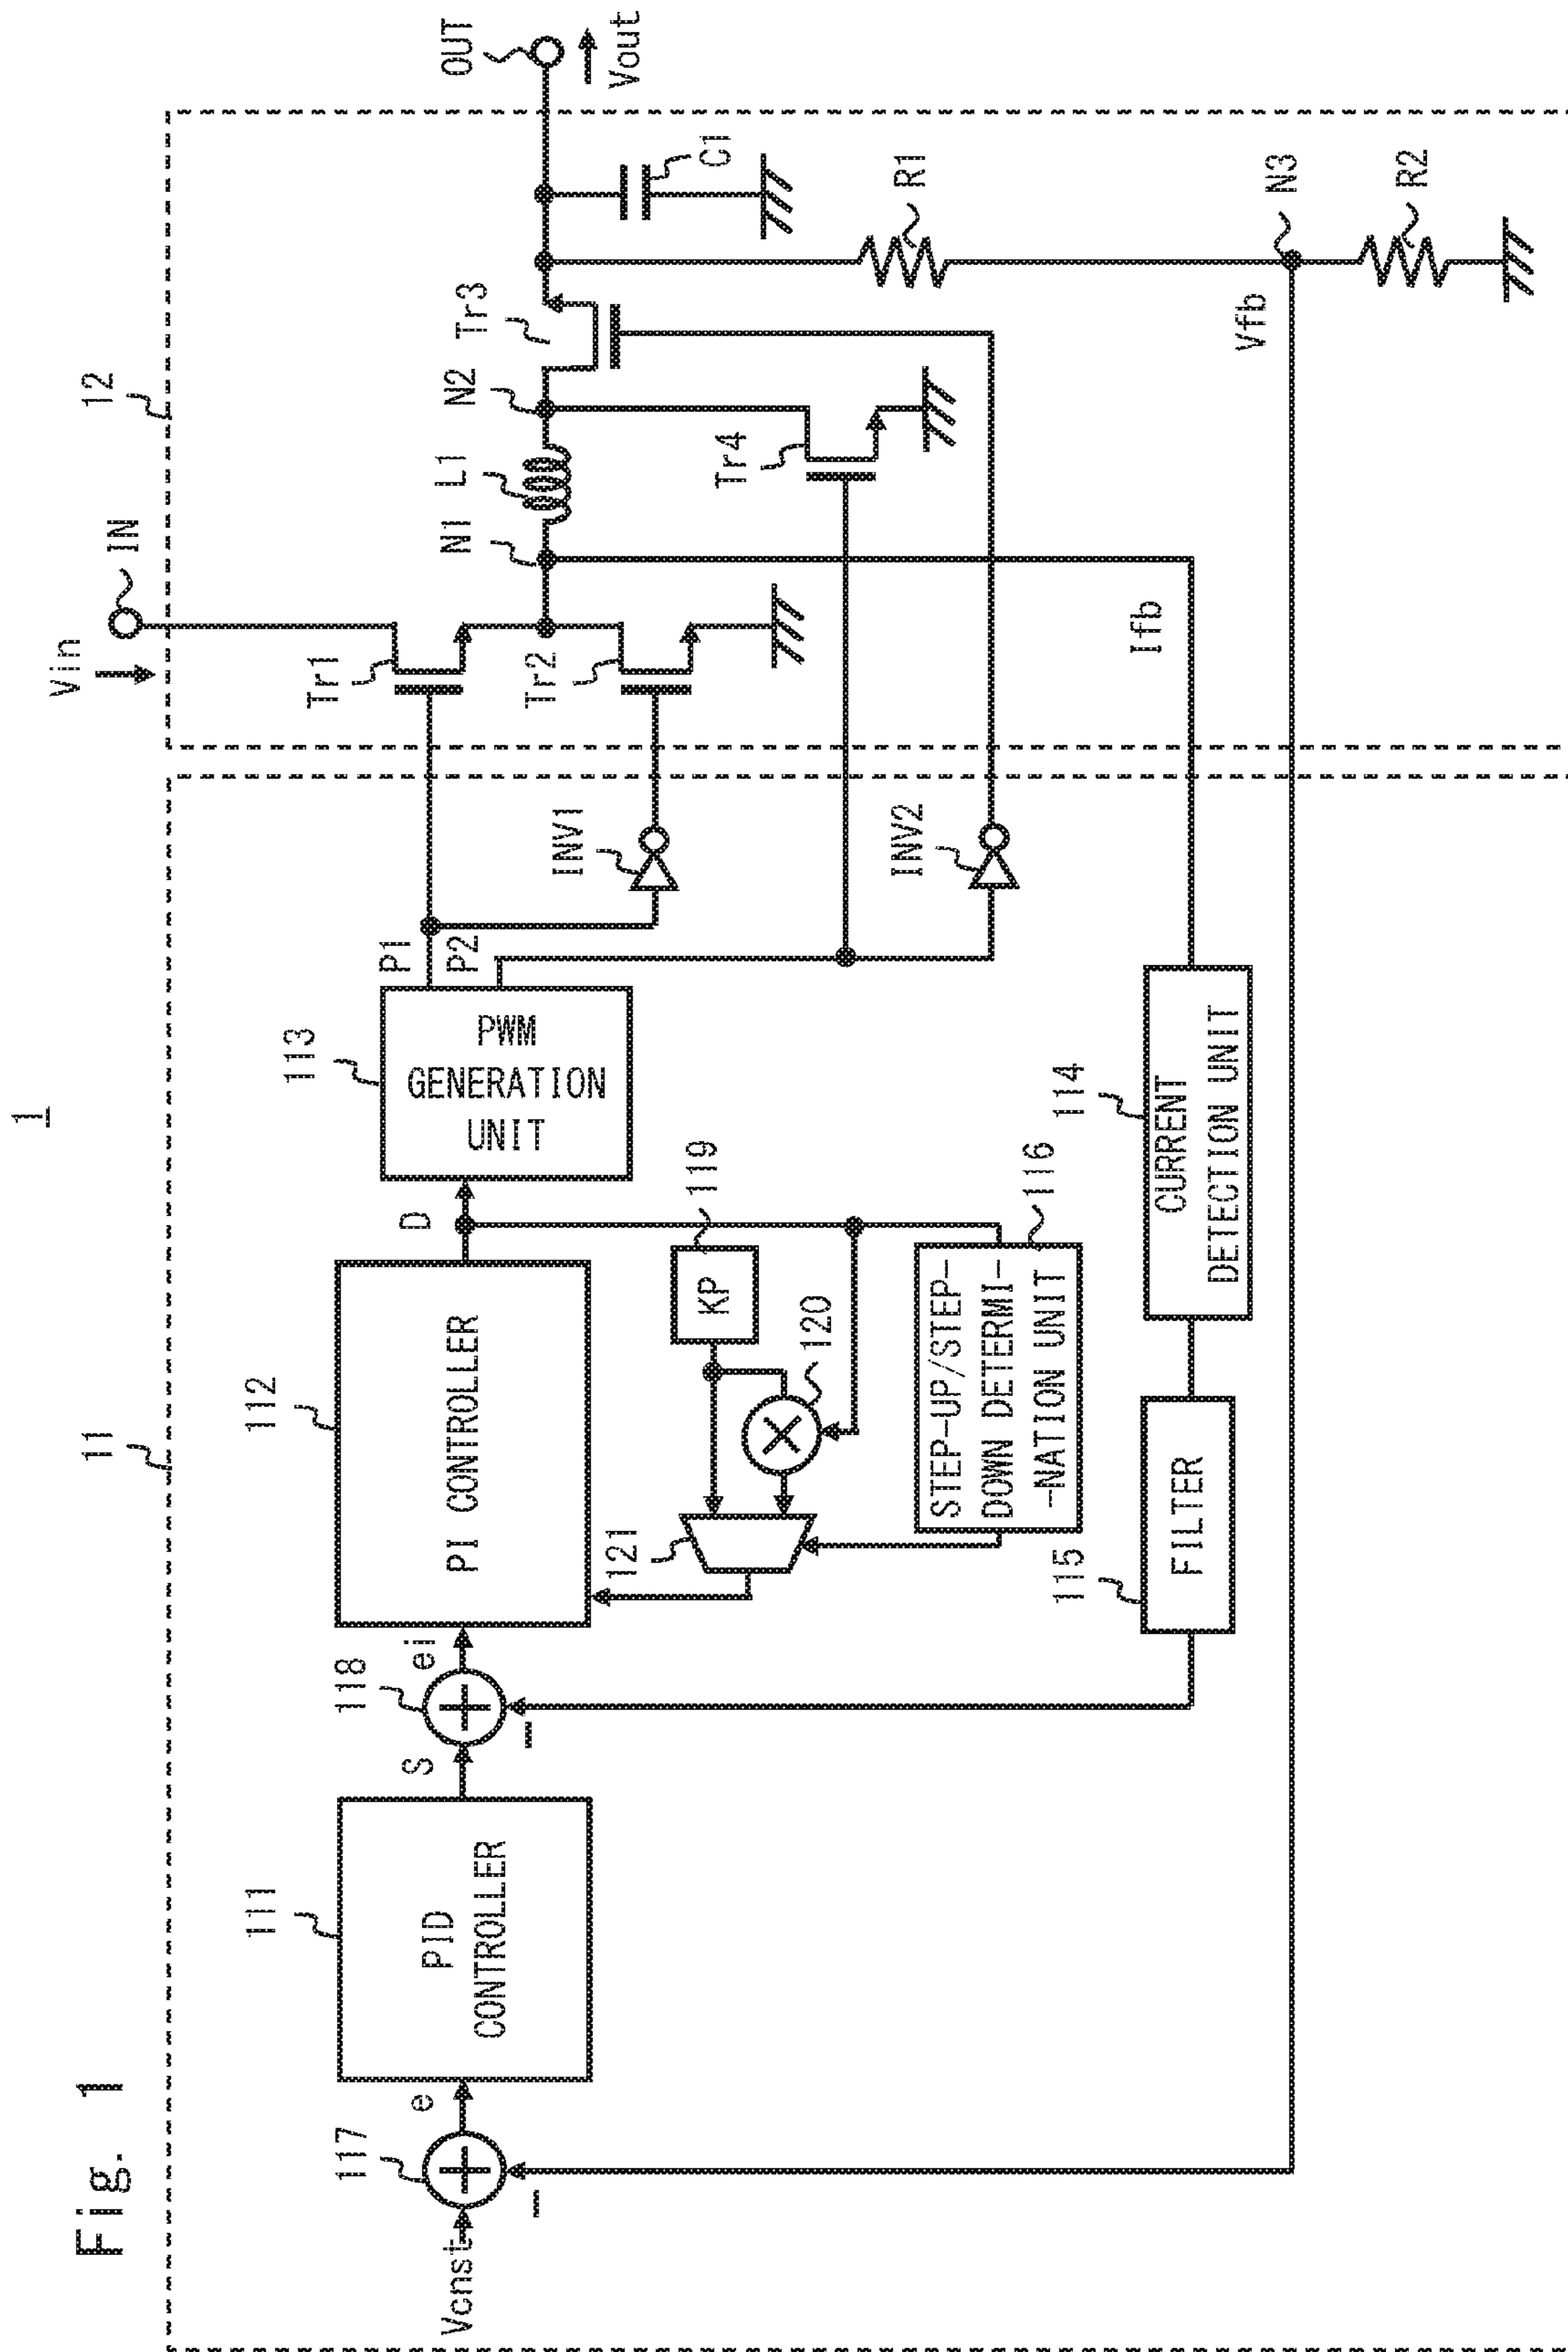 Fig. 1
1
11
12
Vcnst
117
e
111
PID
CONTROLLER
S
118
ei
112
PI CONTROLLER
D
113
PWM
GENERATION
UNIT
P1
P2
INV1
INV2
119
KP
120
121
STEP-UP/STEP-
DOWN DETERMI-
-NATION UNIT
116
115
FILTER
114
CURRENT
DETECTION UNIT
Vin
IN
Tr1
Tr2
N1
L1
N2
Tr3
Tr4
OUT
Vout
C1
R1
N3
R2
Ifb
Vfb